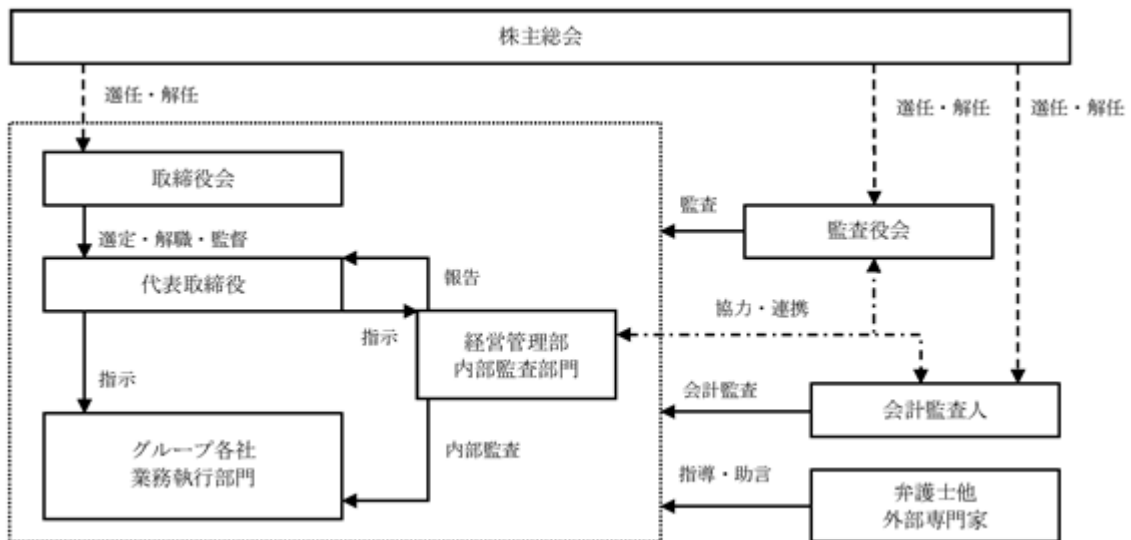 株主総会
選任・解任
選任・解任
選任・解任
取締役会
監査
監査役会
選定・解職・監督
代表取締役
報告
協力・連携
指示
経営管理部
内部監査部門
指示
会計監査
会計監査人
グループ各社
業務執行部門
内部監査
指導・助言
弁護士他
外部専門家